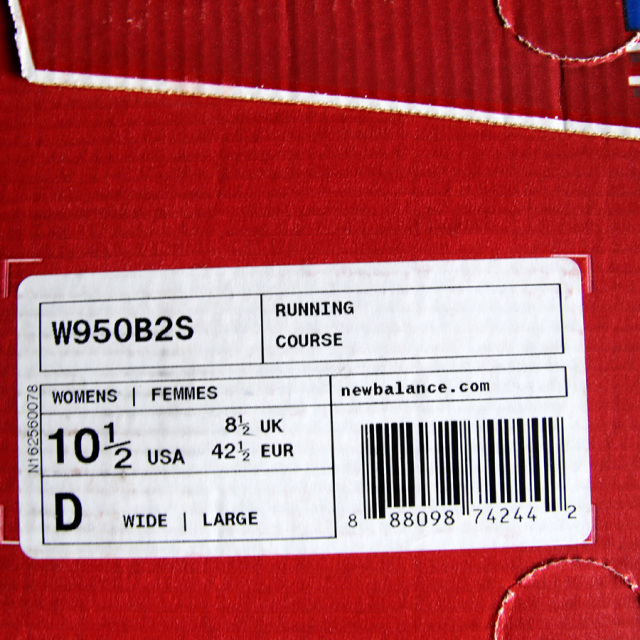 W950B2S
RUNNING
COURSE
WOMENS | FEMMES
newbalance.com
10½ USA
8½ UK
42½ EUR
D WIDE | LARGE
8 88098 74244 2
N162560078